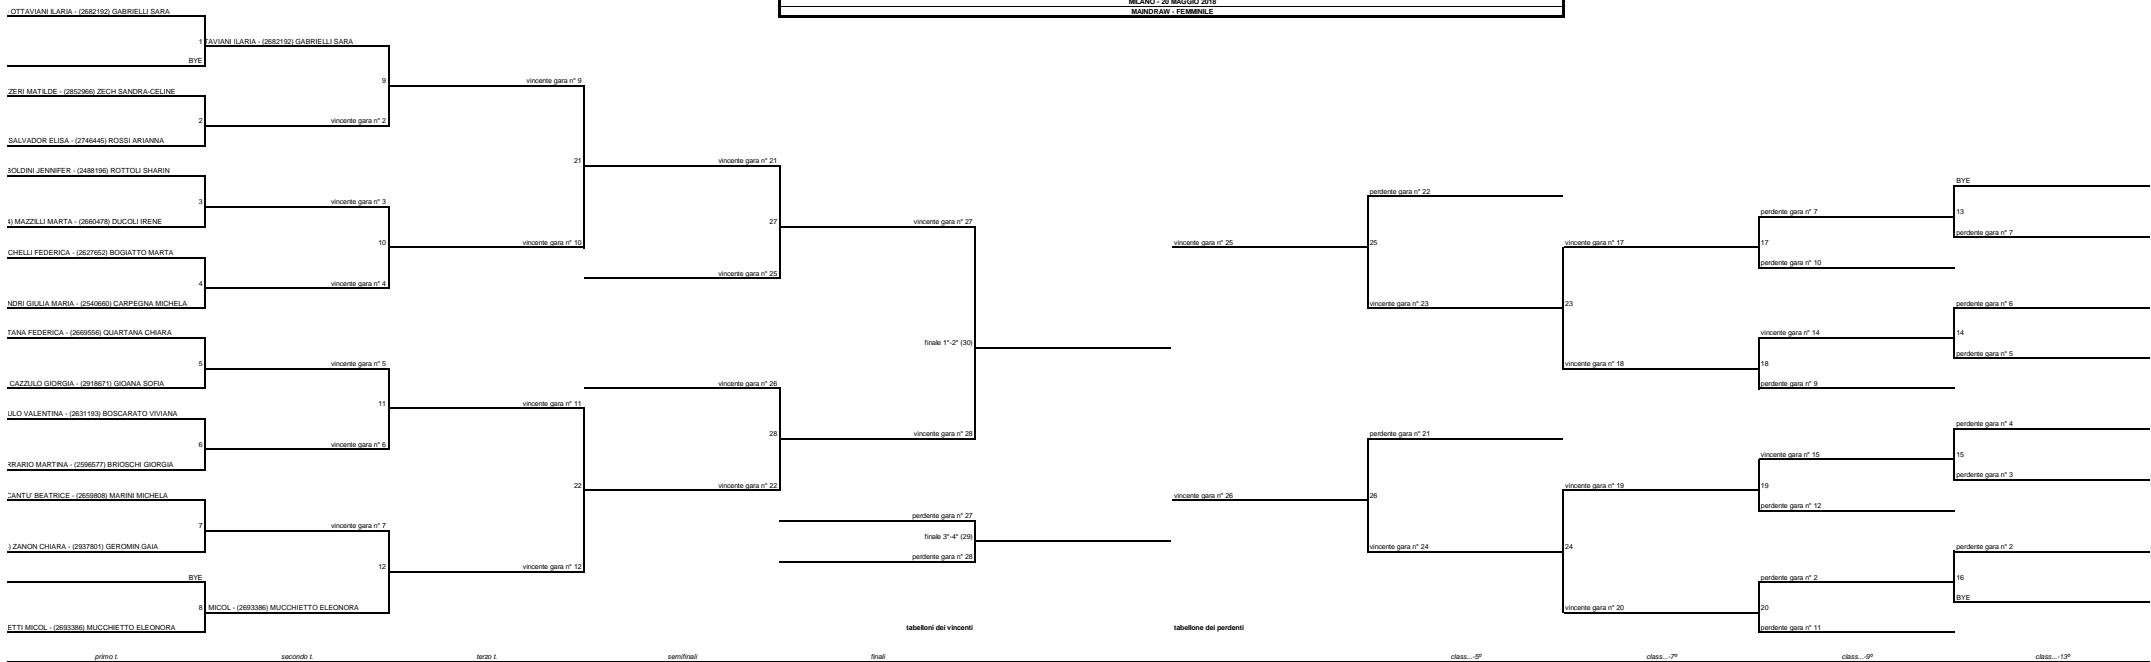 MILANO - 20 MAGGIO 2018
MAINDRAW - FEMMINILE
OTTAVIANI ILARIA - (2682192) GABRIELLI SARA
1
TAVIANI ILARIA - (2682192) GABRIELLI SARA
BYE
9
vincente gara n° 9
ZERI MATILDE - (2852966) ZECH SANDRA-CELINE
2
vincente gara n° 2
SALVADOR ELISA - (2746445) ROSSI ARIANNA
21
vincente gara n° 21
BOLDINI JENNIFER - (2488196) ROTTOLI SHARIN
3
vincente gara n° 3
4) MAZZILLI MARTA - (2660478) DUCOLI IRENE
27
vincente gara n° 27
10
vincente gara n° 10
CHELLI FEDERICA - (2627652) BOGIATTO MARTA
vincente gara n° 25
4
vincente gara n° 4
NDRI GIULIA MARIA - (2540660) CARPEGNA MICHELA
TANA FEDERICA - (2669556) QUARTANA CHIARA
finale 1°-2° (30)
5
vincente gara n° 5
CAZZULO GIORGIA - (2918671) GIOANA SOFIA
vincente gara n° 26
11
vincente gara n° 11
ULO VALENTINA - (2631193) BOSCARATO VIVIANA
28
vincente gara n° 28
6
vincente gara n° 6
RRARIO MARTINA - (2596577) BRIOSCHI GIORGIA
22
vincente gara n° 22
CANTU' BEATRICE - (2659808) MARINI MICHELA
perdente gara n° 27
7
vincente gara n° 7
finale 3°-4° (29)
) ZANON CHIARA - (2937801) GEROMIN GAIA
perdente gara n° 28
12
vincente gara n° 12
BYE
8
MICOL - (2693386) MUCCHIETTO ELEONORA
ETTI MICOL - (2693386) MUCCHIETTO ELEONORA
tabelloni dei vincenti
tabellone dei perdenti
BYE
perdente gara n° 22
perdente gara n° 7
13
perdente gara n° 7
vincente gara n° 25
25
vincente gara n° 17
17
perdente gara n° 10
vincente gara n° 23
23
perdente gara n° 6
vincente gara n° 14
14
perdente gara n° 5
vincente gara n° 18
18
perdente gara n° 9
perdente gara n° 4
perdente gara n° 21
vincente gara n° 15
15
perdente gara n° 3
vincente gara n° 26
26
vincente gara n° 19
19
perdente gara n° 12
vincente gara n° 24
24
perdente gara n° 2
perdente gara n° 2
16
BYE
vincente gara n° 20
20
perdente gara n° 11
primo t.
secondo t.
terzo t.
semifinali
finali
class...-5º
class...-7º
class...-9º
class...-13º